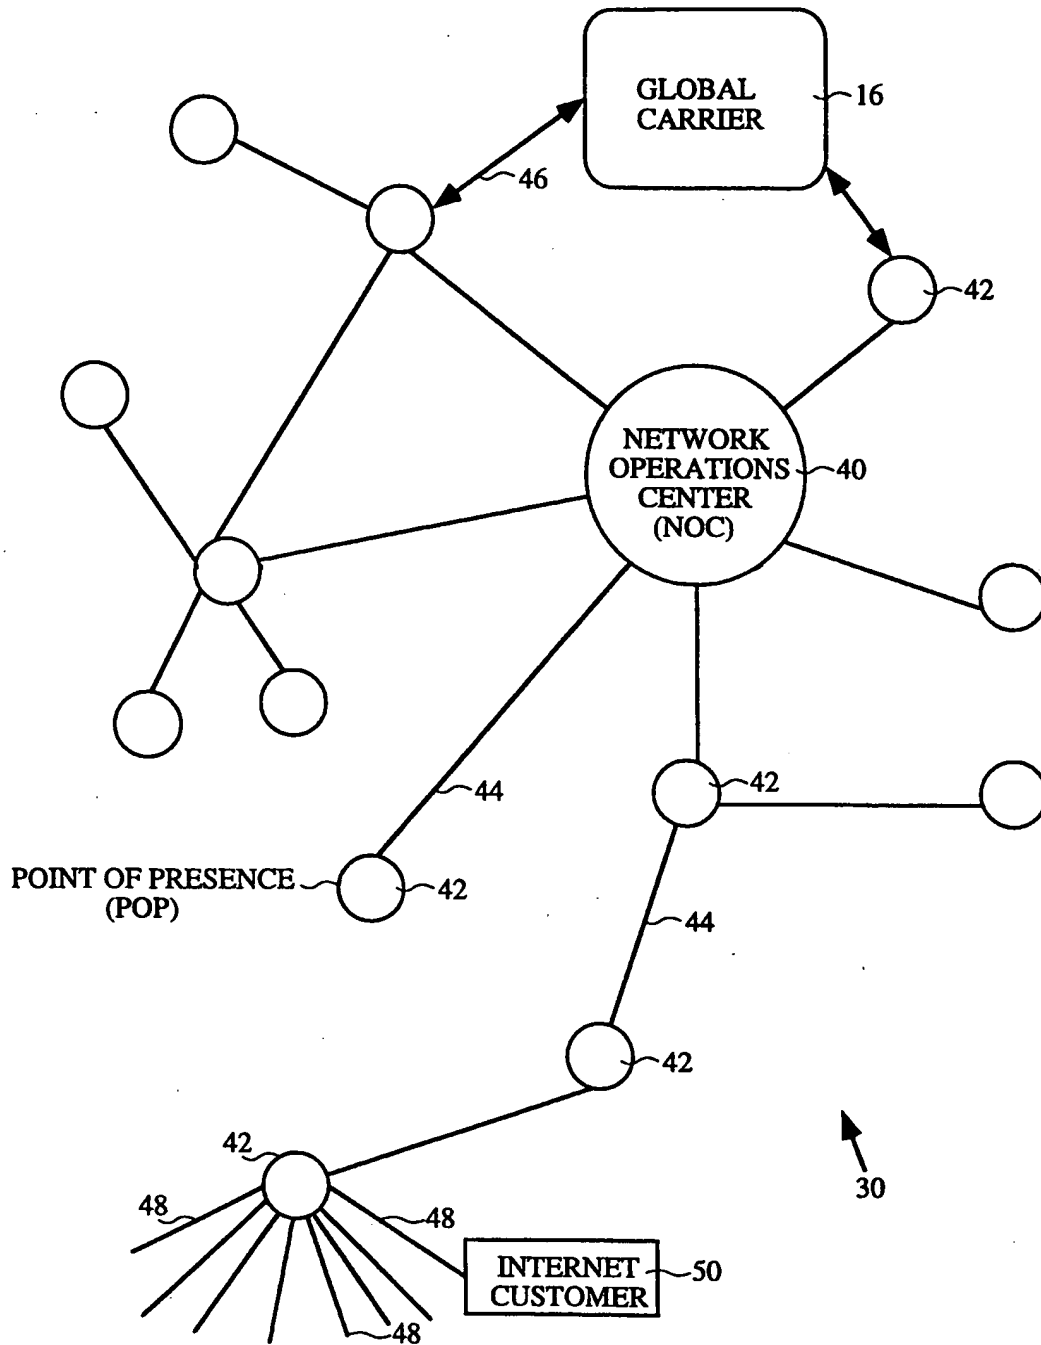 GLOBAL
CARRIER
16
46
42
NETWORK
OPERATIONS
CENTER
(NOC)
40
44
42
POINT OF PRESENCE
(POP)
42
44
42
42
30
48
48
INTERNET
CUSTOMER
50
48